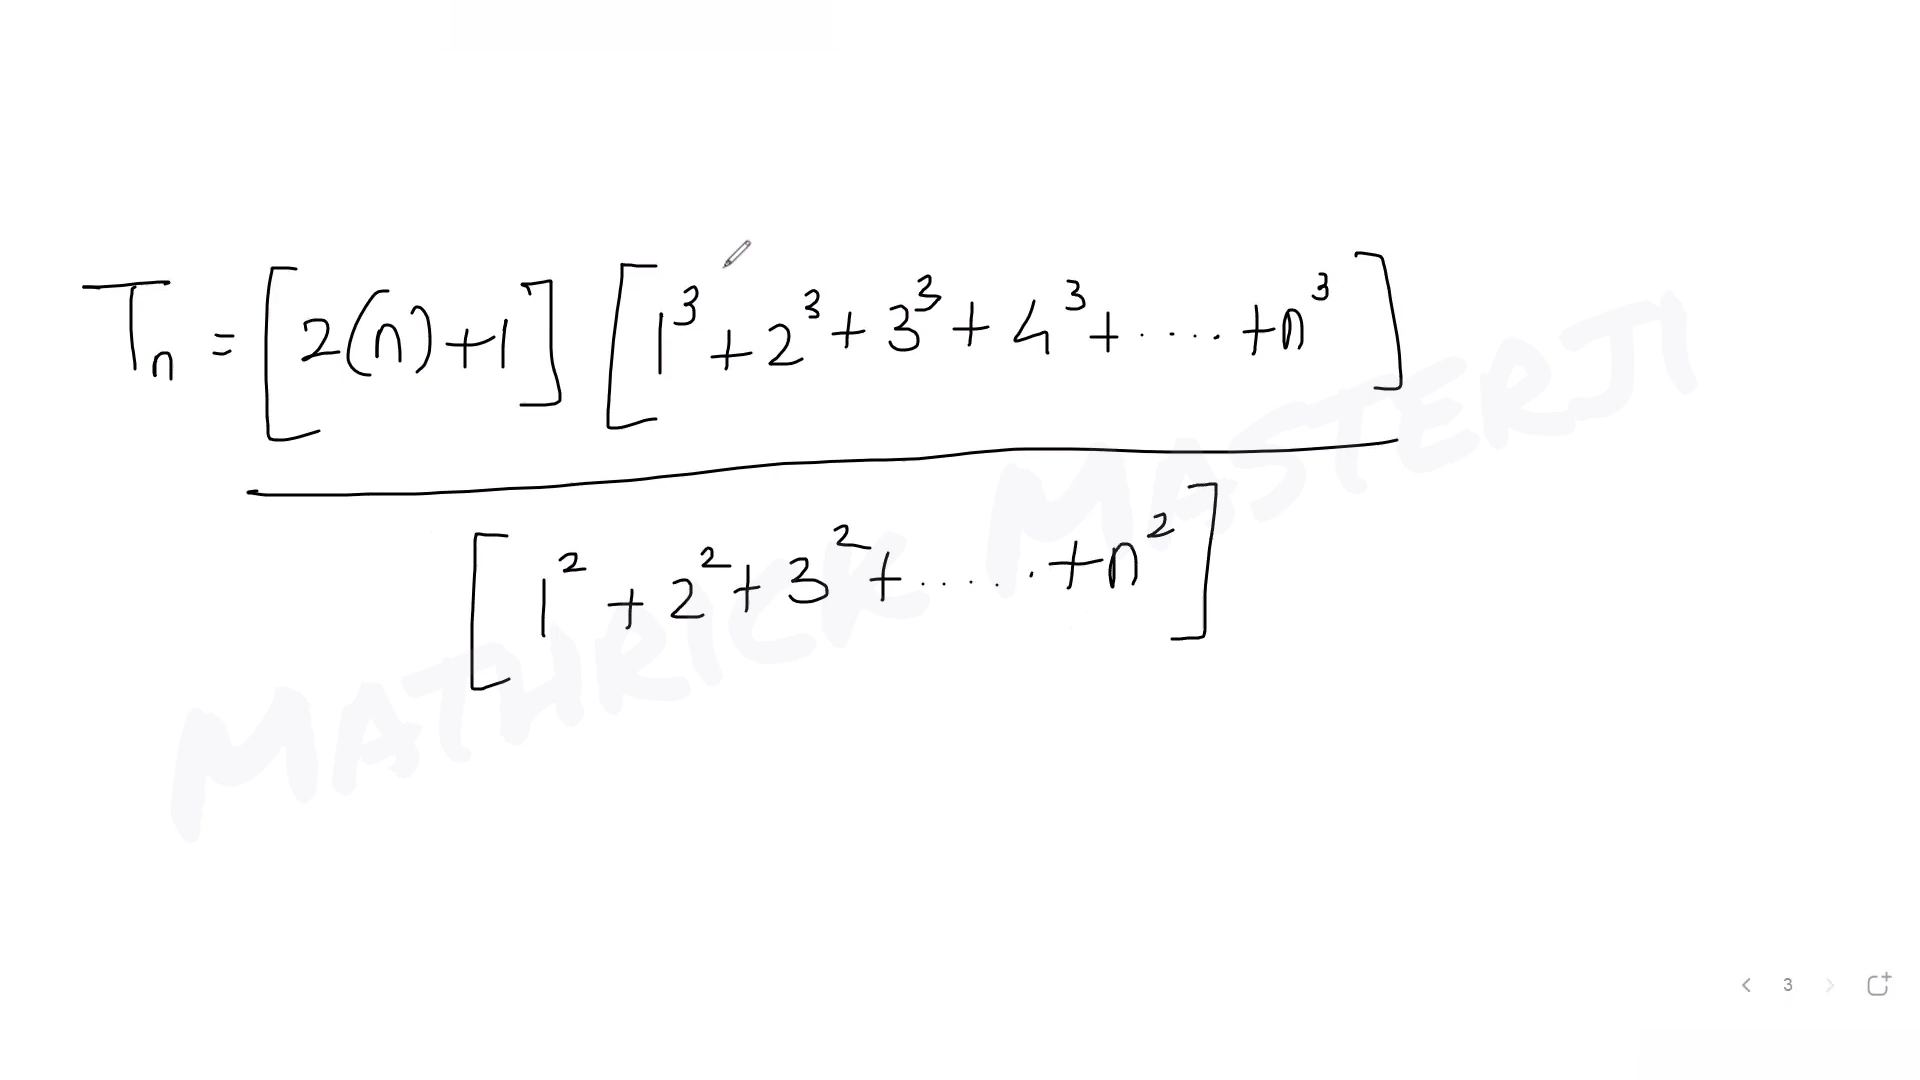 Tn = [2(n)+1] [1³+2³+3³+4³+.....+n³]
[1²+2²+3²+.....+n²]
MATHRICK MASTERJI
< 3 >